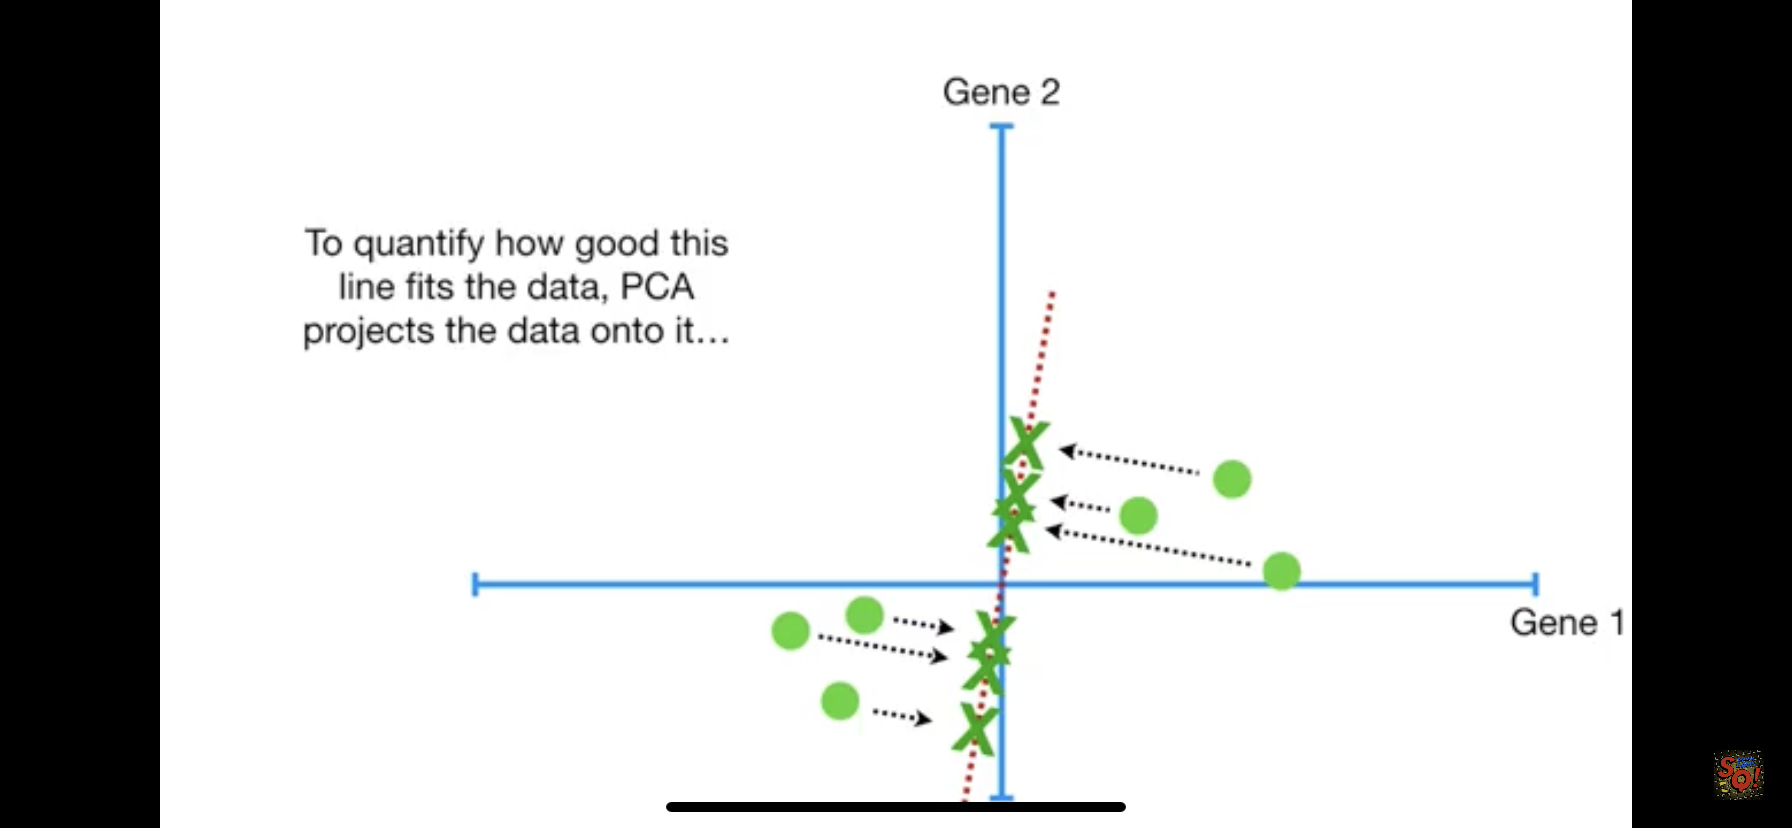 Gene 2
To quantify how good this
line fits the data, PCA
projects the data onto it...
Gene 1
SQ!